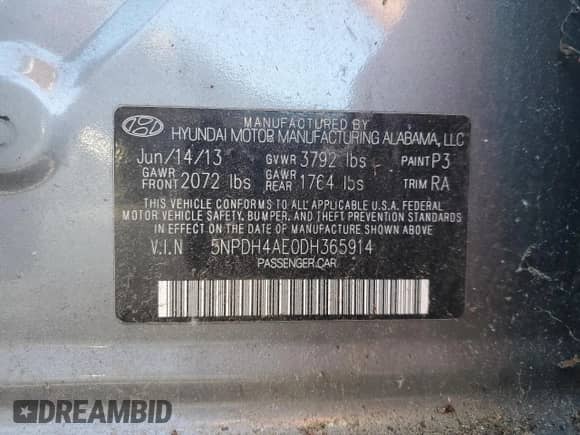 MANUFACTURED BY
HYUNDAI MOTOR MANUFACTURING ALABAMA, LLC
Jun/14/13 GVWR 3792 lbs PAINT P3
GAWR FRONT 2072 lbs GAWR REAR 1764 lbs TRIM RA
THIS VEHICLE CONFORMS TO ALL APPLICABLE U.S.A. FEDERAL
MOTOR VEHICLE SAFETY, BUMPER, AND THEFT PREVENTION STANDARDS
IN EFFECT ON THE DATE OF MANUFACTURE SHOWN ABOVE.
V.I.N 5NPDH4AE0DH365914
PASSENGER CAR
DREAMBID